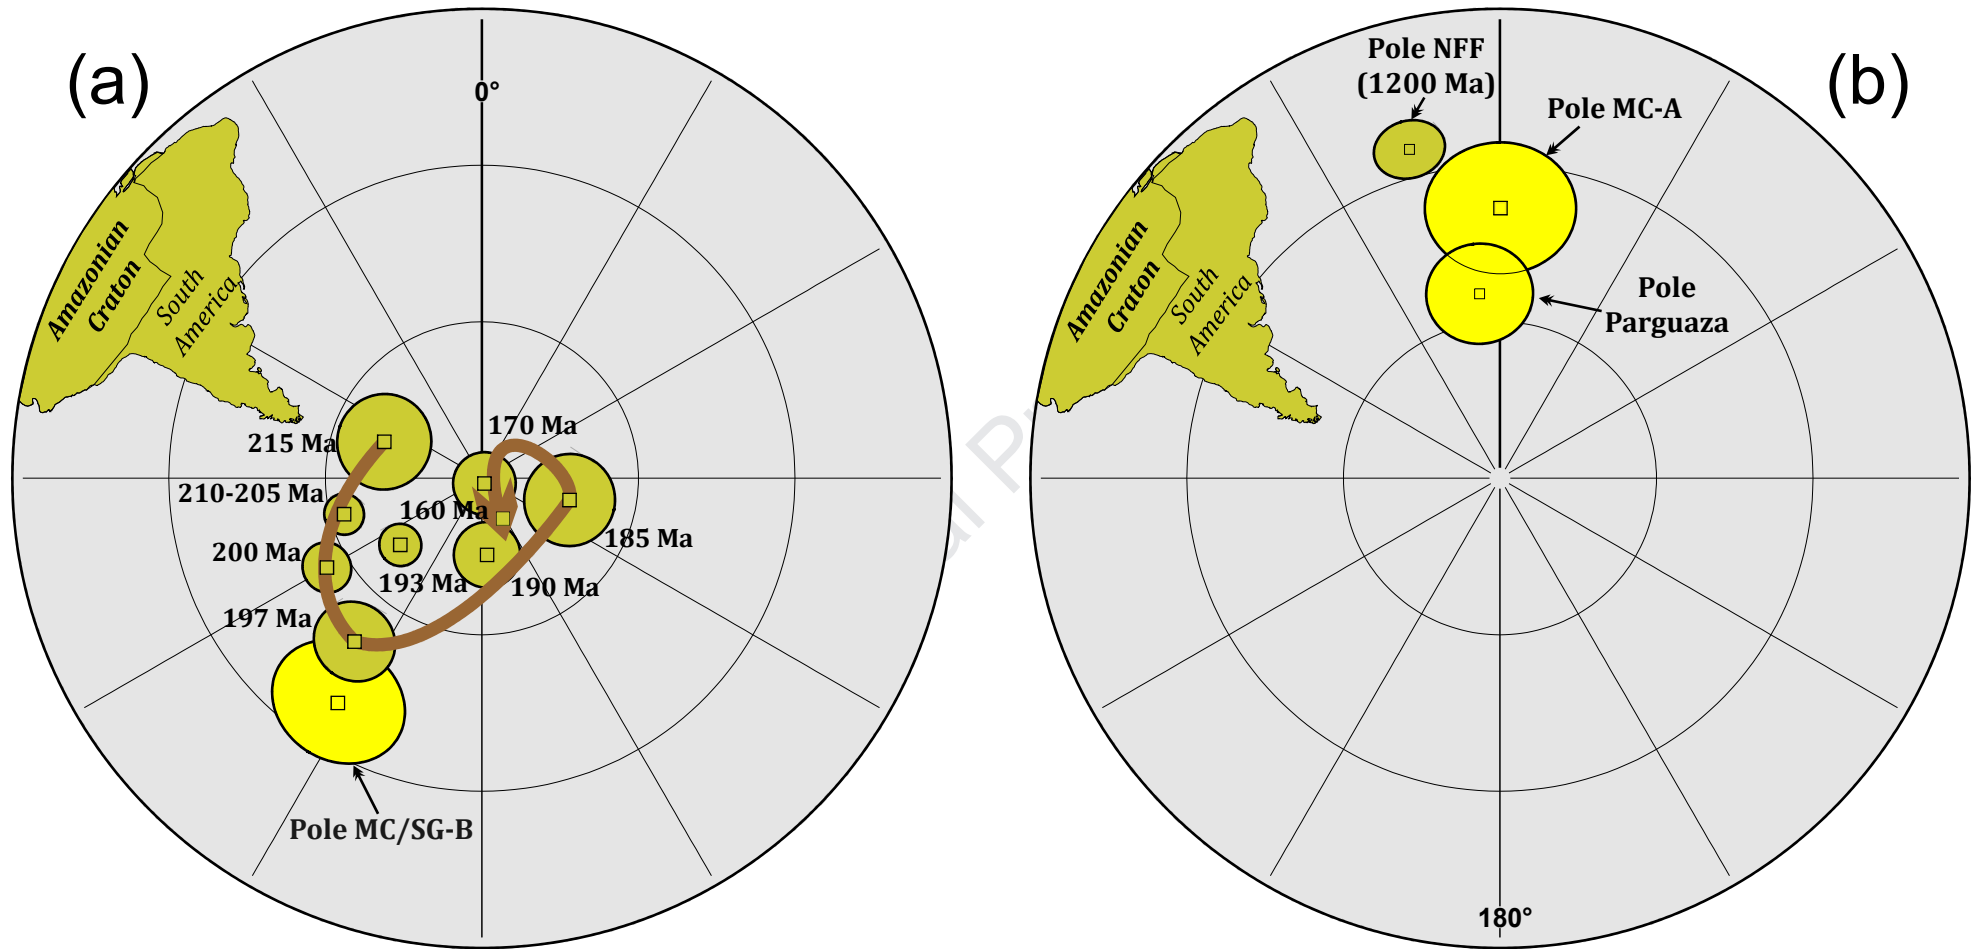 (a)
0°
Amazonian
Craton
South
America
215 Ma
210-205 Ma
200 Ma
197 Ma
193 Ma
190 Ma
185 Ma
170 Ma
160 Ma
Pole MC/SG-B
(b)
Pole NFF
(1200 Ma)
Pole MC-A
Pole
Parguaza
Amazonian
Craton
South
America
180°